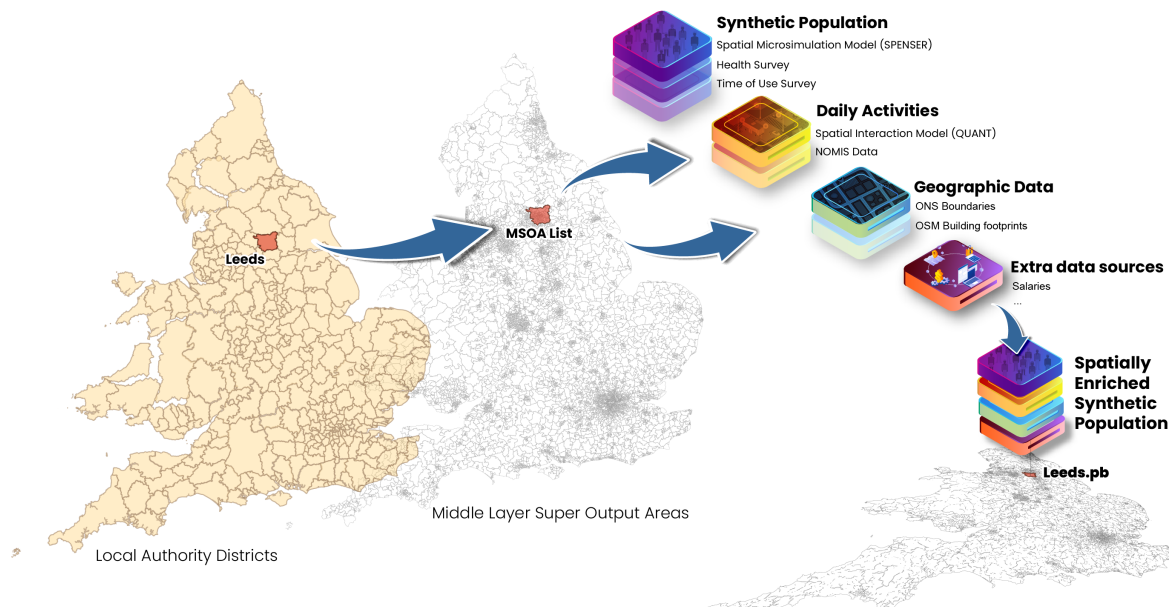 Synthetic Population
Spatial Microsimulation Model (SPENSER)
Health Survey
Time of Use Survey
Daily Activities
Spatial Interaction Model (QUANT)
NOMIS Data
Geographic Data
ONS Boundaries
OSM Building footprints
MSOA List
Leeds
Extra data sources
Salaries
...
Spatially
Enriched
Synthetic
Population
Leeds.pb
Middle Layer Super Output Areas
Local Authority Districts